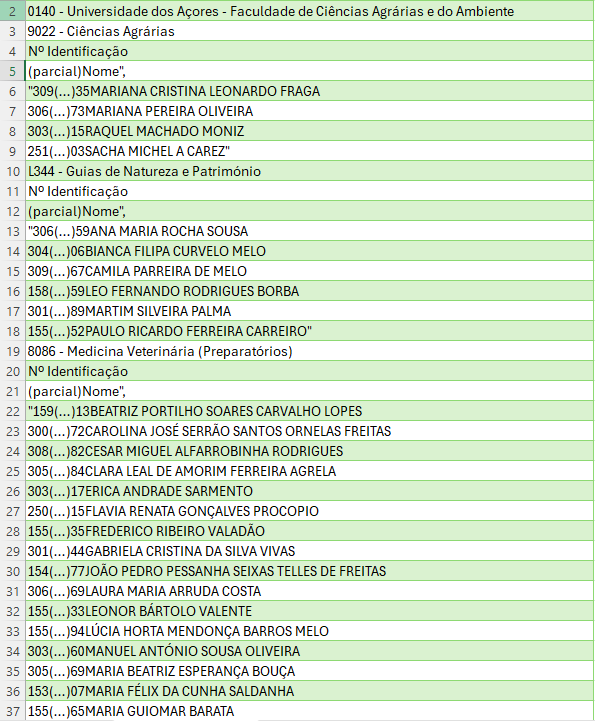 2 0140 - Universidade dos Açores - Faculdade de Ciências Agrárias e do Ambiente
3 9022 - Ciências Agrárias
4 Nº Identificação
5 (parcial)Nome",
6 "309(...)35MARIANA CRISTINA LEONARDO FRAGA
7 306(...)73MARIANA PEREIRA OLIVEIRA
8 303(...)15RAQUEL MACHADO MONIZ
9 251(...)03SACHA MICHEL A CAREZ"
10 L344 - Guias de Natureza e Património
11 Nº Identificação
12 (parcial)Nome",
13 "306(...)59ANA MARIA ROCHA SOUSA
14 304(...)06BIANCA FILIPA CURVELO MELO
15 309(...)67CAMILA PARREIRA DE MELO
16 158(...)59LEO FERNANDO RODRIGUES BORBA
17 301(...)89MARTIM SILVEIRA PALMA
18 155(...)52PAULO RICARDO FERREIRA CARREIRO"
19 8086 - Medicina Veterinária (Preparatórios)
20 Nº Identificação
21 (parcial)Nome",
22 "159(...)13BEATRIZ PORTILHO SOARES CARVALHO LOPES
23 300(...)72CAROLINA JOSÉ SERRÃO SANTOS ORNELAS FREITAS
24 308(...)82CESAR MIGUEL ALFARROBINHA RODRIGUES
25 305(...)84CLARA LEAL DE AMORIM FERREIRA AGRELA
26 303(...)17ERICA ANDRADE SARMENTO
27 250(...)15FLAVIA RENATA GONÇALVES PROCOPIO
28 155(...)35FREDERICO RIBEIRO VALADÃO
29 301(...)44GABRIELA CRISTINA DA SILVA VIVAS
30 154(...)77JOÃO PEDRO PESSANHA SEIXAS TELLES DE FREITAS
31 306(...)69LAURA MARIA ARRUDA COSTA
32 155(...)33LEONOR BÁRTOLO VALENTE
33 155(...)94LÚCIA HORTA MENDONÇA BARROS MELO
34 303(...)60MANUEL ANTÓNIO SOUSA OLIVEIRA
35 305(...)69MARIA BEATRIZ ESPERANÇA BOUÇA
36 153(...)07MARIA FÉLIX DA CUNHA SALDANHA
37 155(...)65MARIA GUIOMAR BARATA